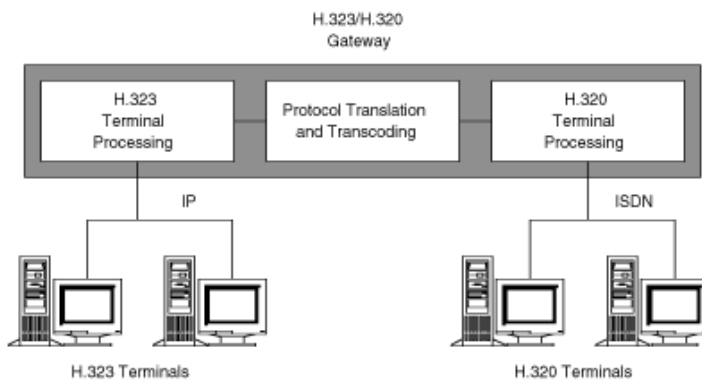 H.323/H.320
Gateway
H.323
Terminal
Processing
Protocol Translation
and Transcoding
H.320
Terminal
Processing
IP
ISDN
H.323 Terminals
H.320 Terminals